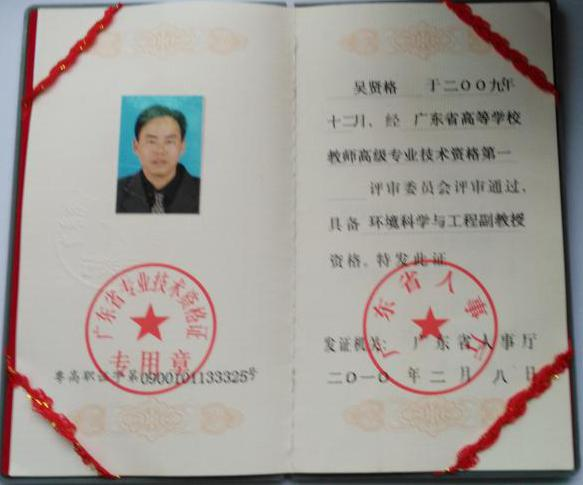 广东省专业技术资格证
专用章
粤高职证字第0900101133325号
吴贤格 于二〇〇九年
十二月、经 广东省高等学校
教师高级专业技术资格第一
评审委员会评审通过，
具备 环境科学与工程副教授
资格。特发此证
广东省人事厅
发证机关： 广东省人事厅
二〇一〇 年 二 月 八 日